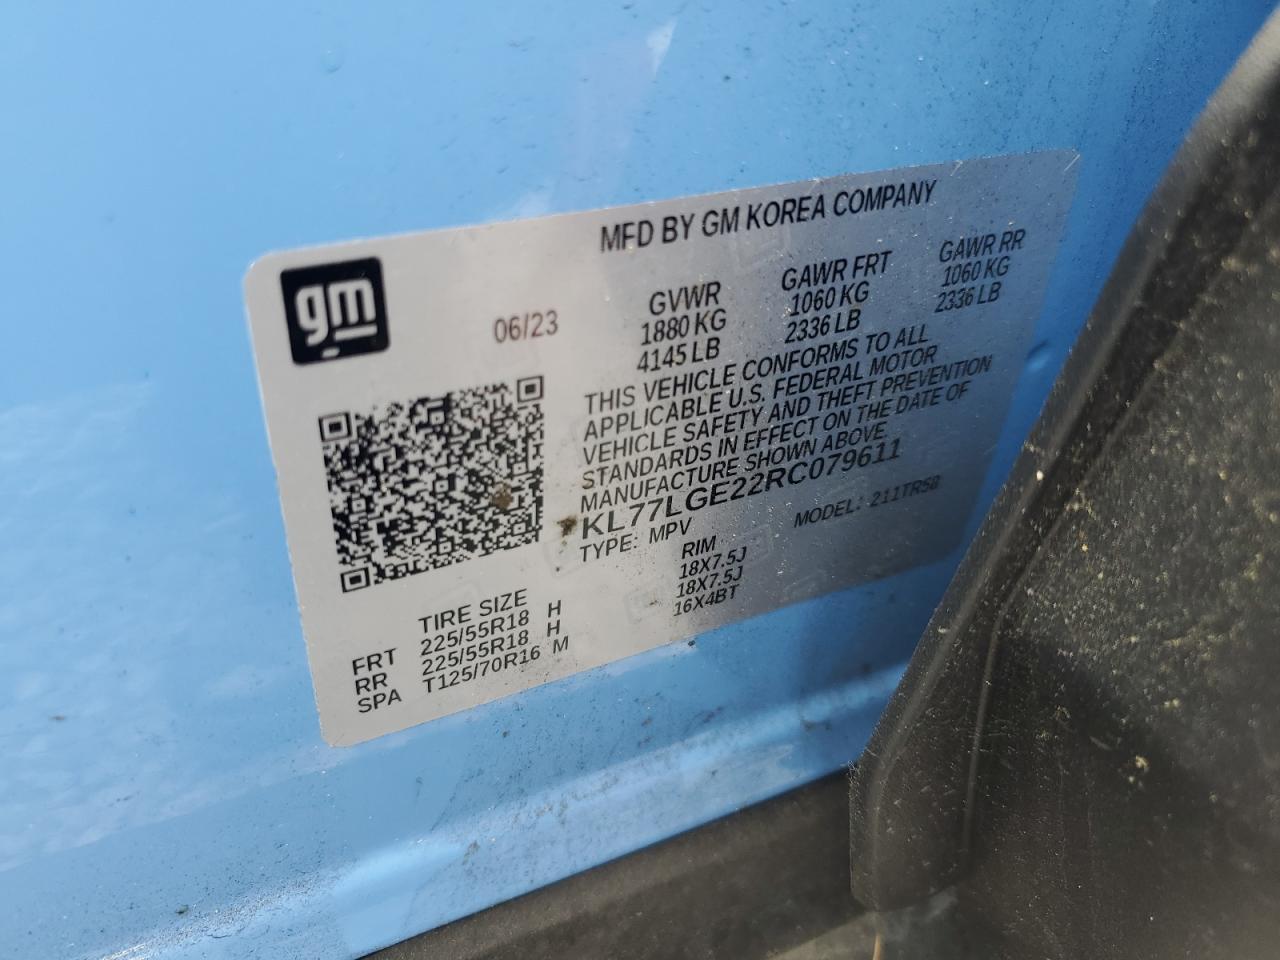 MFD BY GM KOREA COMPANY
gm
06/23
GVWR GAWR FRT GAWR RR
1880 KG 1060 KG 1060 KG
4145 LB 2336 LB 2336 LB
THIS VEHICLE CONFORMS TO ALL
APPLICABLE U.S. FEDERAL MOTOR
VEHICLE SAFETY AND THEFT PREVENTION
STANDARDS IN EFFECT ON THE DATE OF
MANUFACTURE SHOWN ABOVE
KL77LGE22RC079611
TYPE: MPV MODEL: 211TR58
TIRE SIZE RIM
FRT 225/55R18 H 18X7.5J
RR 225/55R18 H 18X7.5J
SPA T125/70R16 M 16X4BT